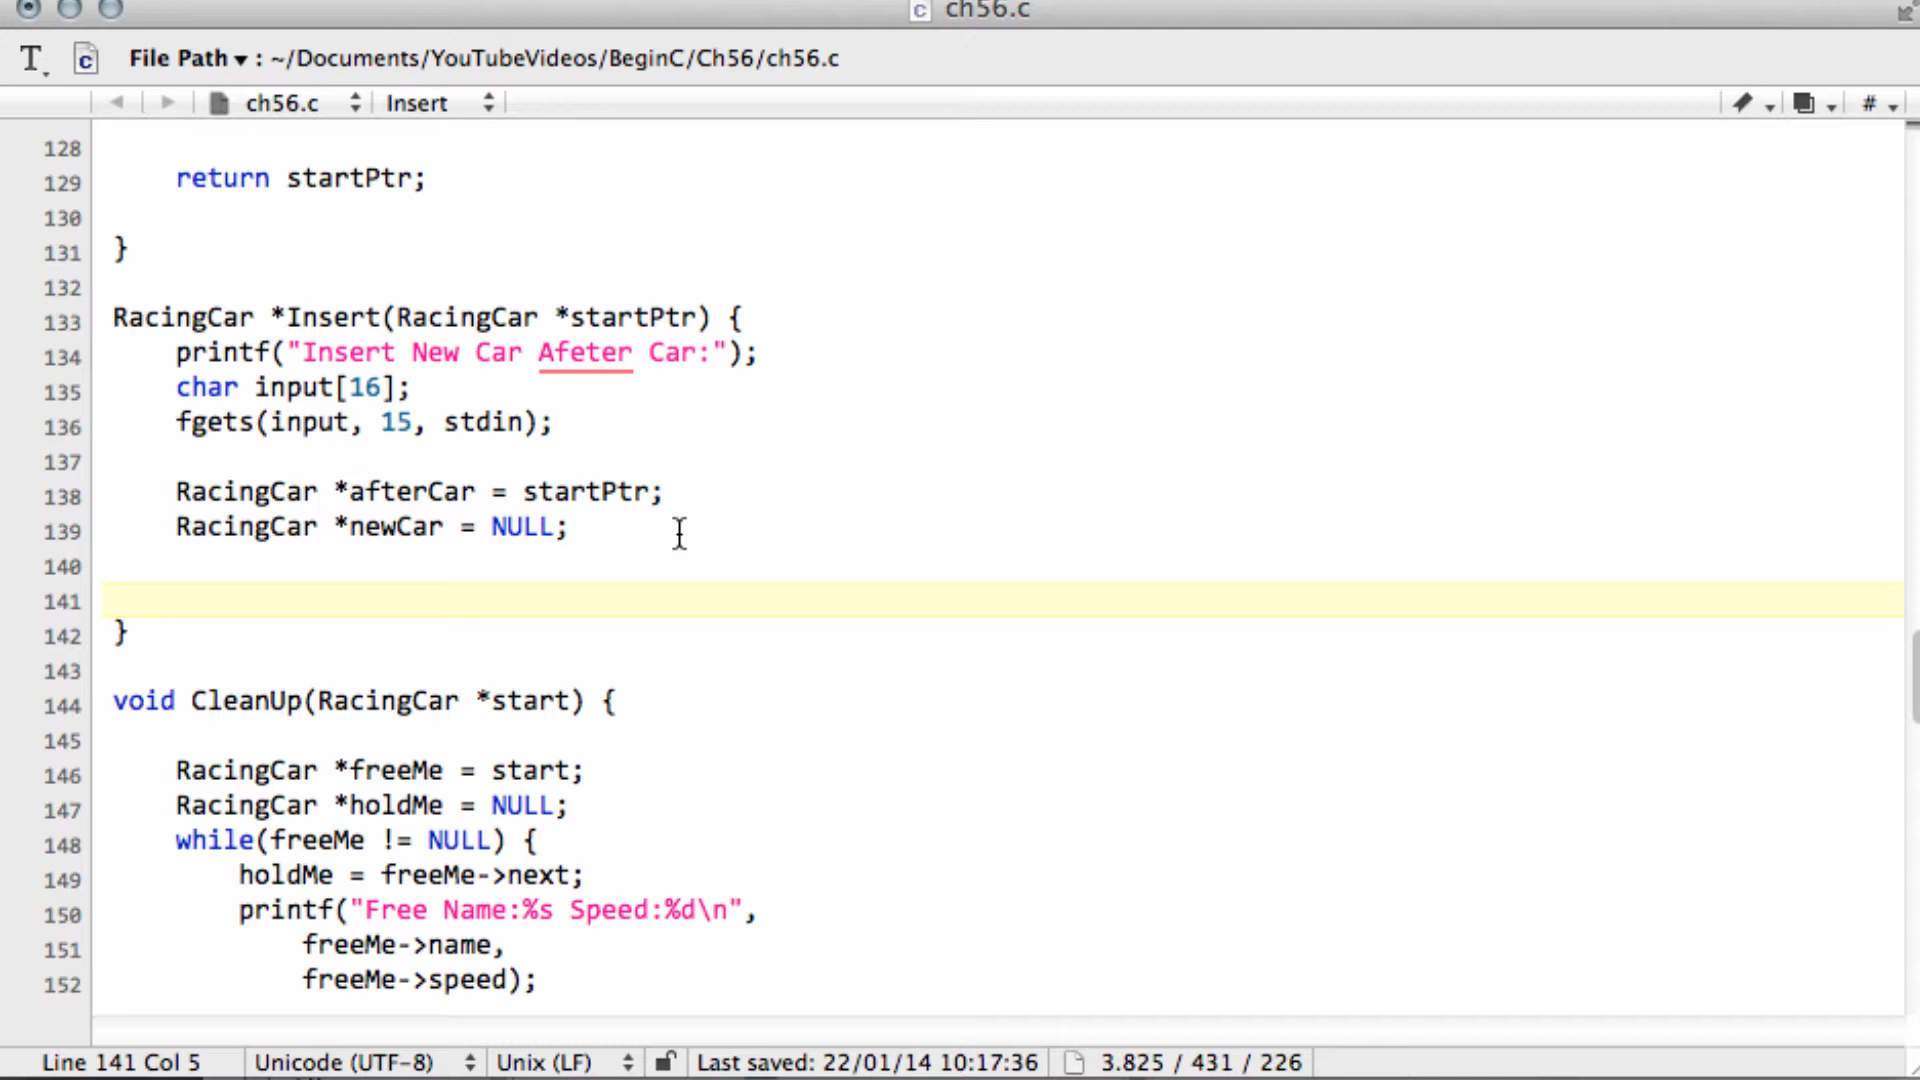 ch56.c
File Path : ~/Documents/YouTubeVideos/BeginC/Ch56/ch56.c
ch56.c Insert #
128
129 return startPtr;
130
131 }
132
133 RacingCar *Insert(RacingCar *startPtr) {
134 printf("Insert New Car Afeter Car:");
135 char input[16];
136 fgets(input, 15, stdin);
137
138 RacingCar *afterCar = startPtr;
139 RacingCar *newCar = NULL;
140
141
142 }
143
144 void CleanUp(RacingCar *start) {
145
146 RacingCar *freeMe = start;
147 RacingCar *holdMe = NULL;
148 while(freeMe != NULL) {
149 holdMe = freeMe->next;
150 printf("Free Name:%s Speed:%d\n",
151 freeMe->name,
152 freeMe->speed);
Line 141 Col 5 Unicode (UTF-8) Unix (LF) Last saved: 22/01/14 10:17:36 3.825 / 431 / 226